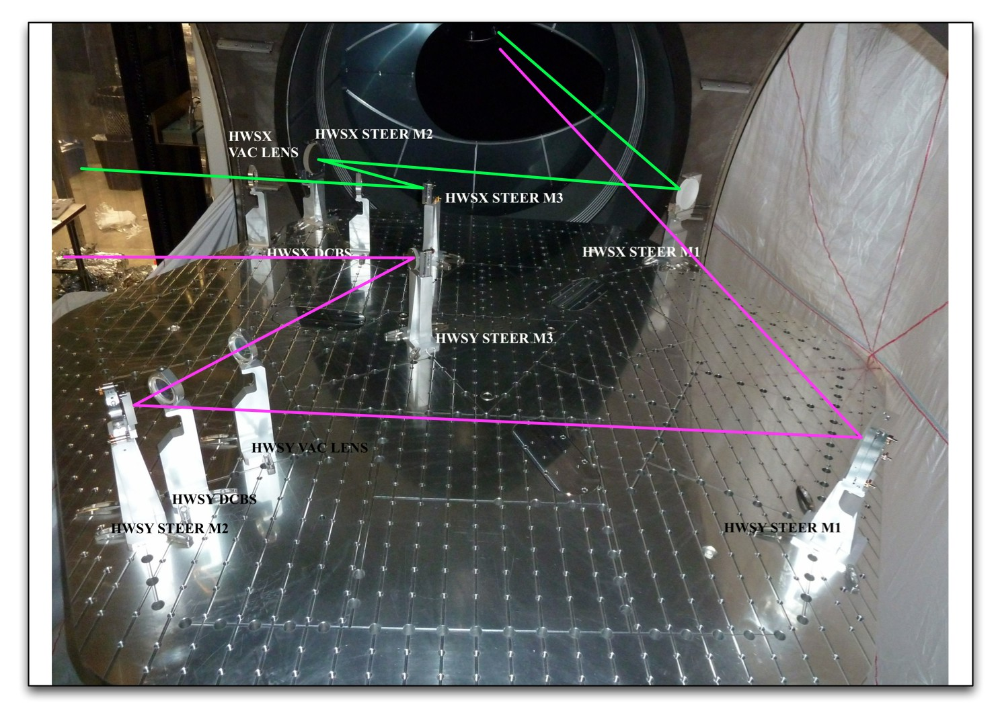 HWSX
VAC LENS
HWSX STEER M2
HWSX STEER M3
HWSX DCBS
HWSX STEER M1
HWSY STEER M3
HWSY VAC LENS
HWSY DCBS
HWSY STEER M2
HWSY STEER M1